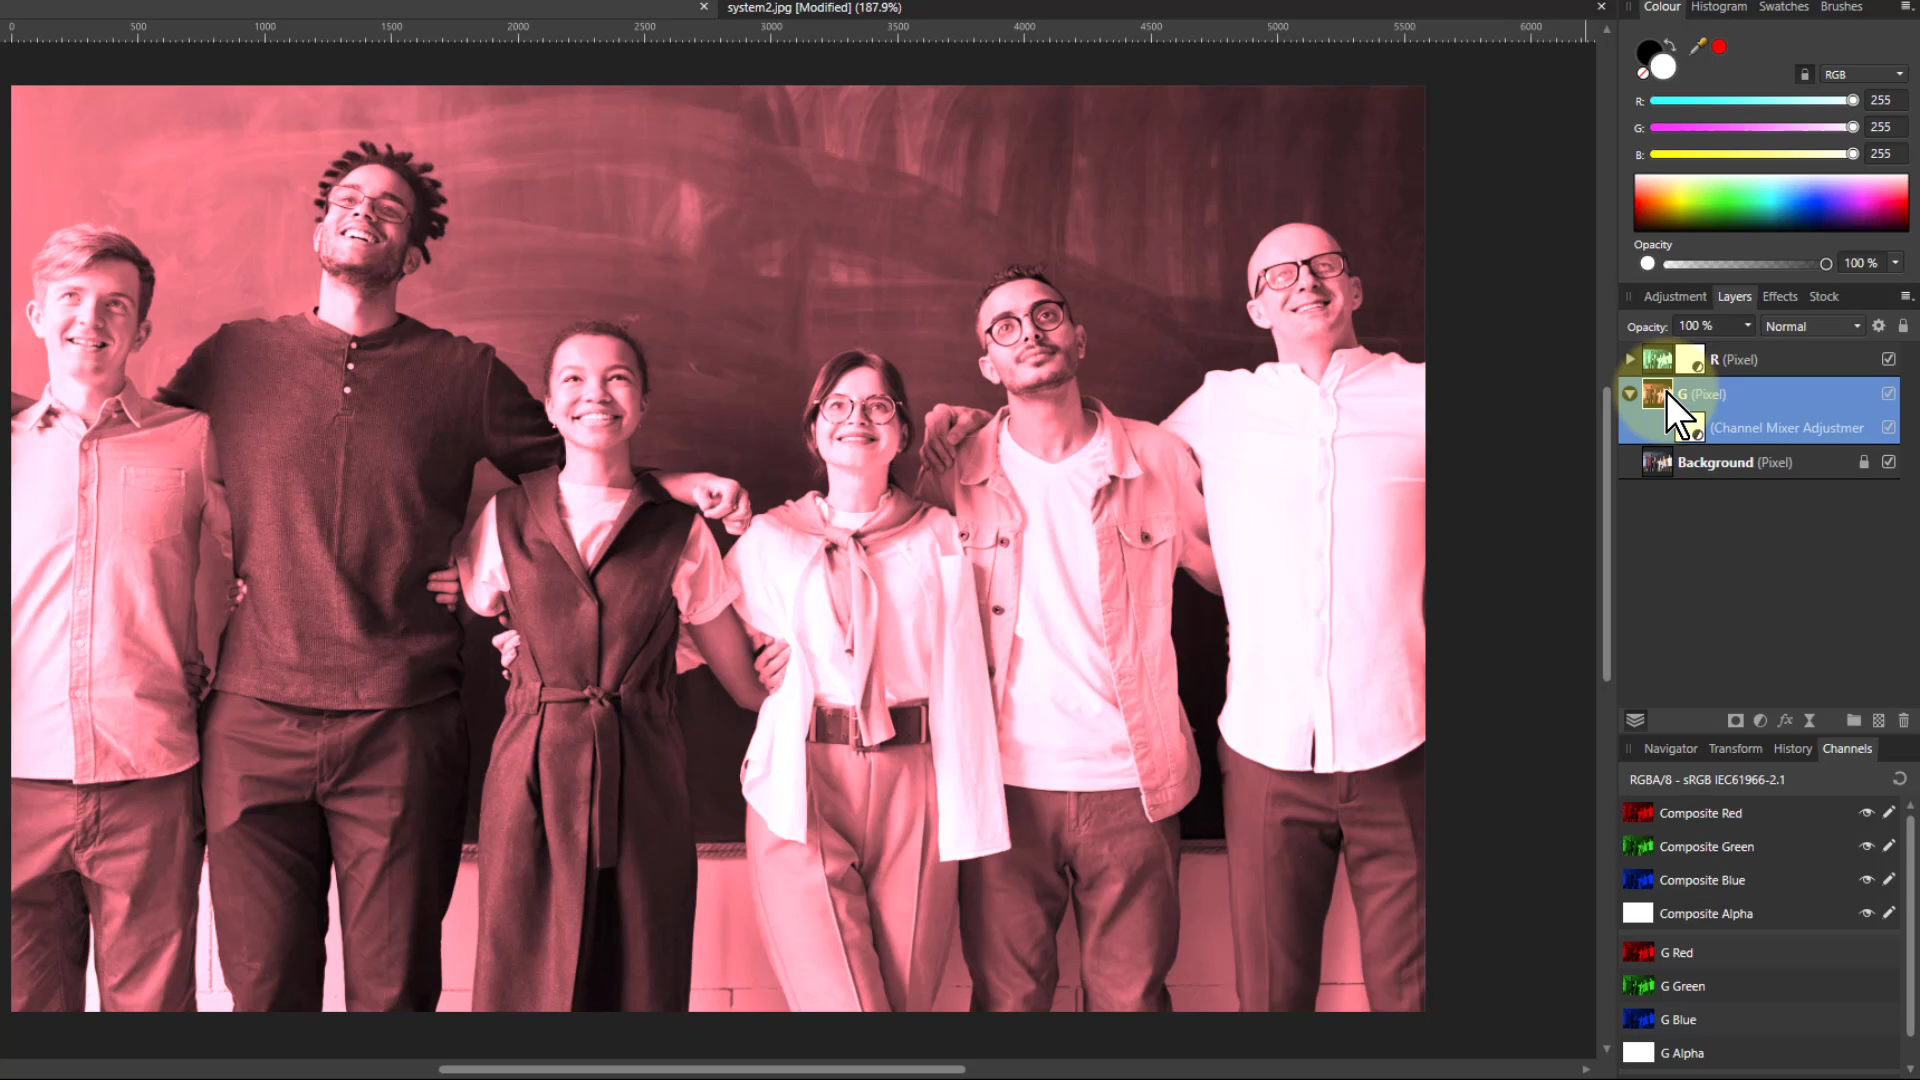 system2.jpg [Modified] (187.9%)
0 500 1000 1500 2000 2500 3000 3500 4000 4500 5000 5500 6000
Colour Histogram Swatches Brushes
RGB
R: 255
G: 255
B: 255
Opacity
100 %
Adjustment Layers Effects Stock
Opacity: 100 % Normal
R (Pixel)
G (Pixel)
(Channel Mixer Adjustmer
Background (Pixel)
fx
Navigator Transform History Channels
RGBA/8 - sRGB IEC61966-2.1
Composite Red
Composite Green
Composite Blue
Composite Alpha
G Red
G Green
G Blue
G Alpha